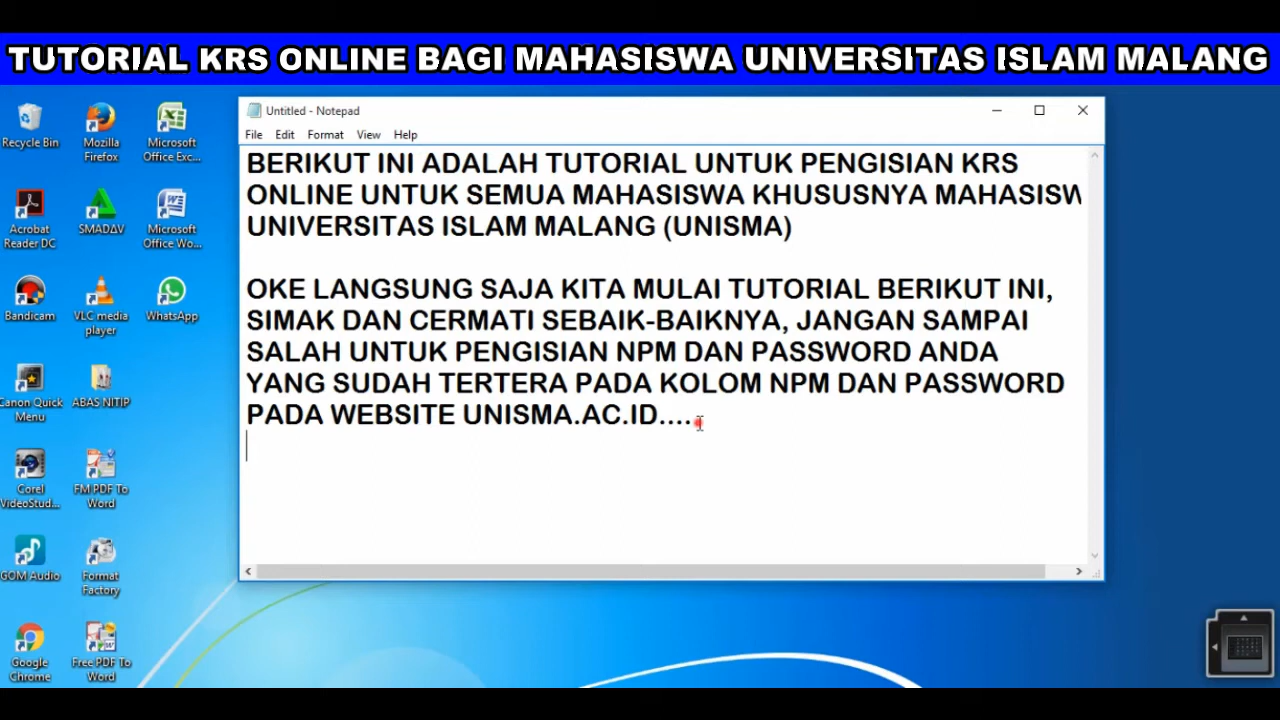 TUTORIAL KRS ONLINE BAGI MAHASISWA UNIVERSITAS ISLAM MALANG
Untitled - Notepad
File Edit Format View Help
BERIKUT INI ADALAH TUTORIAL UNTUK PENGISIAN KRS
ONLINE UNTUK SEMUA MAHASISWA KHUSUSNYA MAHASISW
UNIVERSITAS ISLAM MALANG (UNISMA)
OKE LANGSUNG SAJA KITA MULAI TUTORIAL BERIKUT INI,
SIMAK DAN CERMATI SEBAIK-BAIKNYA, JANGAN SAMPAI
SALAH UNTUK PENGISIAN NPM DAN PASSWORD ANDA
YANG SUDAH TERTERA PADA KOLOM NPM DAN PASSWORD
PADA WEBSITE UNISMA.AC.ID....
Recycle Bin
Mozilla
Firefox
Microsoft
Office Exc...
Acrobat
Reader DC
SMADΔV
Microsoft
Office Wo...
Bandicam
VLC media
player
WhatsApp
Canon Quick
Menu
ABAS NITIP
Corel
VideoStud...
FM PDF To
Word
GOM Audio
Format
Factory
Google
Chrome
Free PDF To
Word